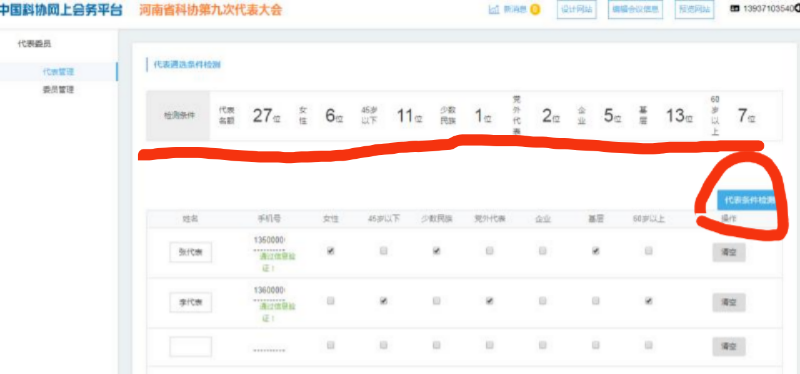 中国科协网上会务平台 河南省科协第九次代表大会 新消息 0 设计网站 编辑会议信息 预览网站 13937103540
代表委员
代表管理
委员管理
代表遴选条件检测
检测条件 代表名额 27位 女性 6位 45岁以下 11位 少数民族 1位 党外代表 2位 企业 5位 基层 13位 60岁以上 7位
代表条件检测
姓名 手机号 女性 45岁以下 少数民族 党外代表 企业 基层 60岁以上 操作
张代表 1360000 清空
通过信息验证！
李代表 1360000 清空
通过信息验证！
清空